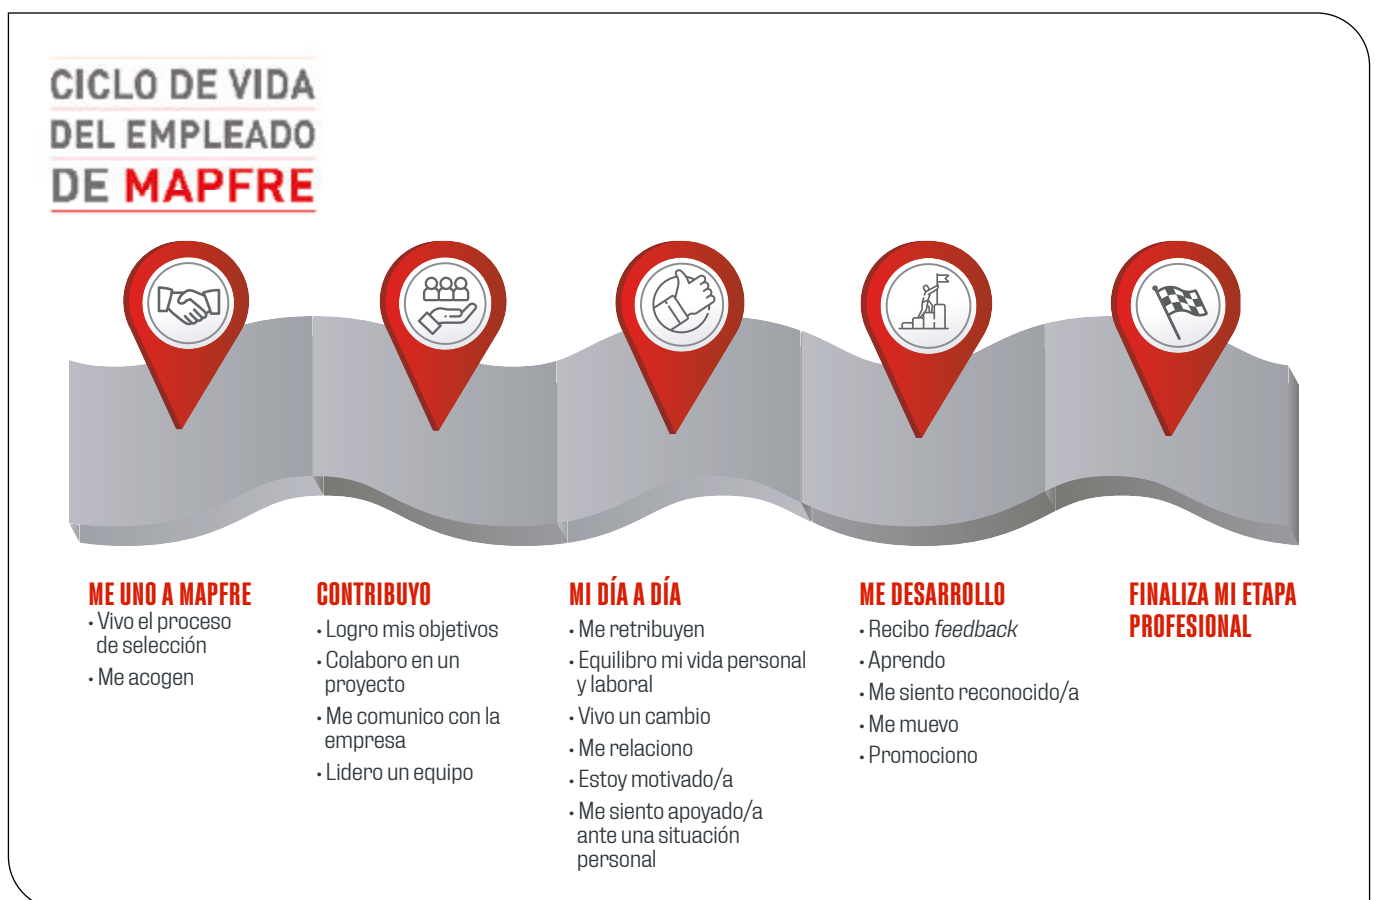 CICLO DE VIDA
DEL EMPLEADO
DE MAPFRE
ME UNO A MAPFRE
• Vivo el proceso
de selección
• Me acogen
CONTRIBUYO
• Logro mis objetivos
• Colaboro en un
proyecto
• Me comunico con la
empresa
• Lidero un equipo
MI DÍA A DÍA
• Me retribuyen
• Equilibro mi vida personal
y laboral
• Vivo un cambio
• Me relaciono
• Estoy motivado/a
• Me siento apoyado/a
ante una situación
personal
ME DESARROLLO
• Recibo feedback
• Aprendo
• Me siento reconocido/a
• Me muevo
• Promociono
FINALIZA MI ETAPA
PROFESIONAL